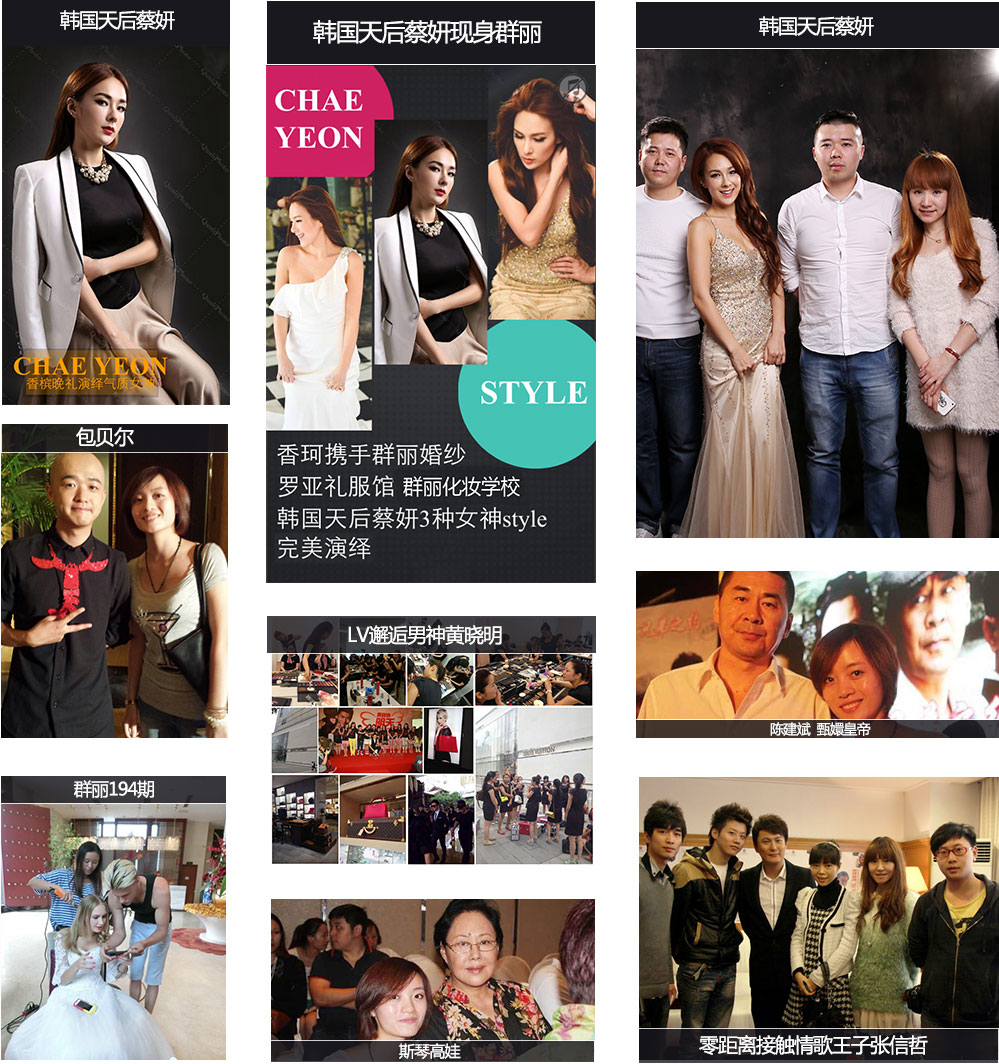 韩国天后蔡妍
CHAE YEON
香槟晚礼演绎气质女神
包贝尔
群丽194期
韩国天后蔡妍现身群丽
CHAE
YEON
STYLE
香珂携手群丽婚纱
罗亚礼服馆 群丽化妆学校
韩国天后蔡妍3种女神style
完美演绎
LV邂逅男神黄晓明
斯琴高娃
韩国天后蔡妍
陈建斌 甄嬛皇帝
零距离接触情歌王子张信哲